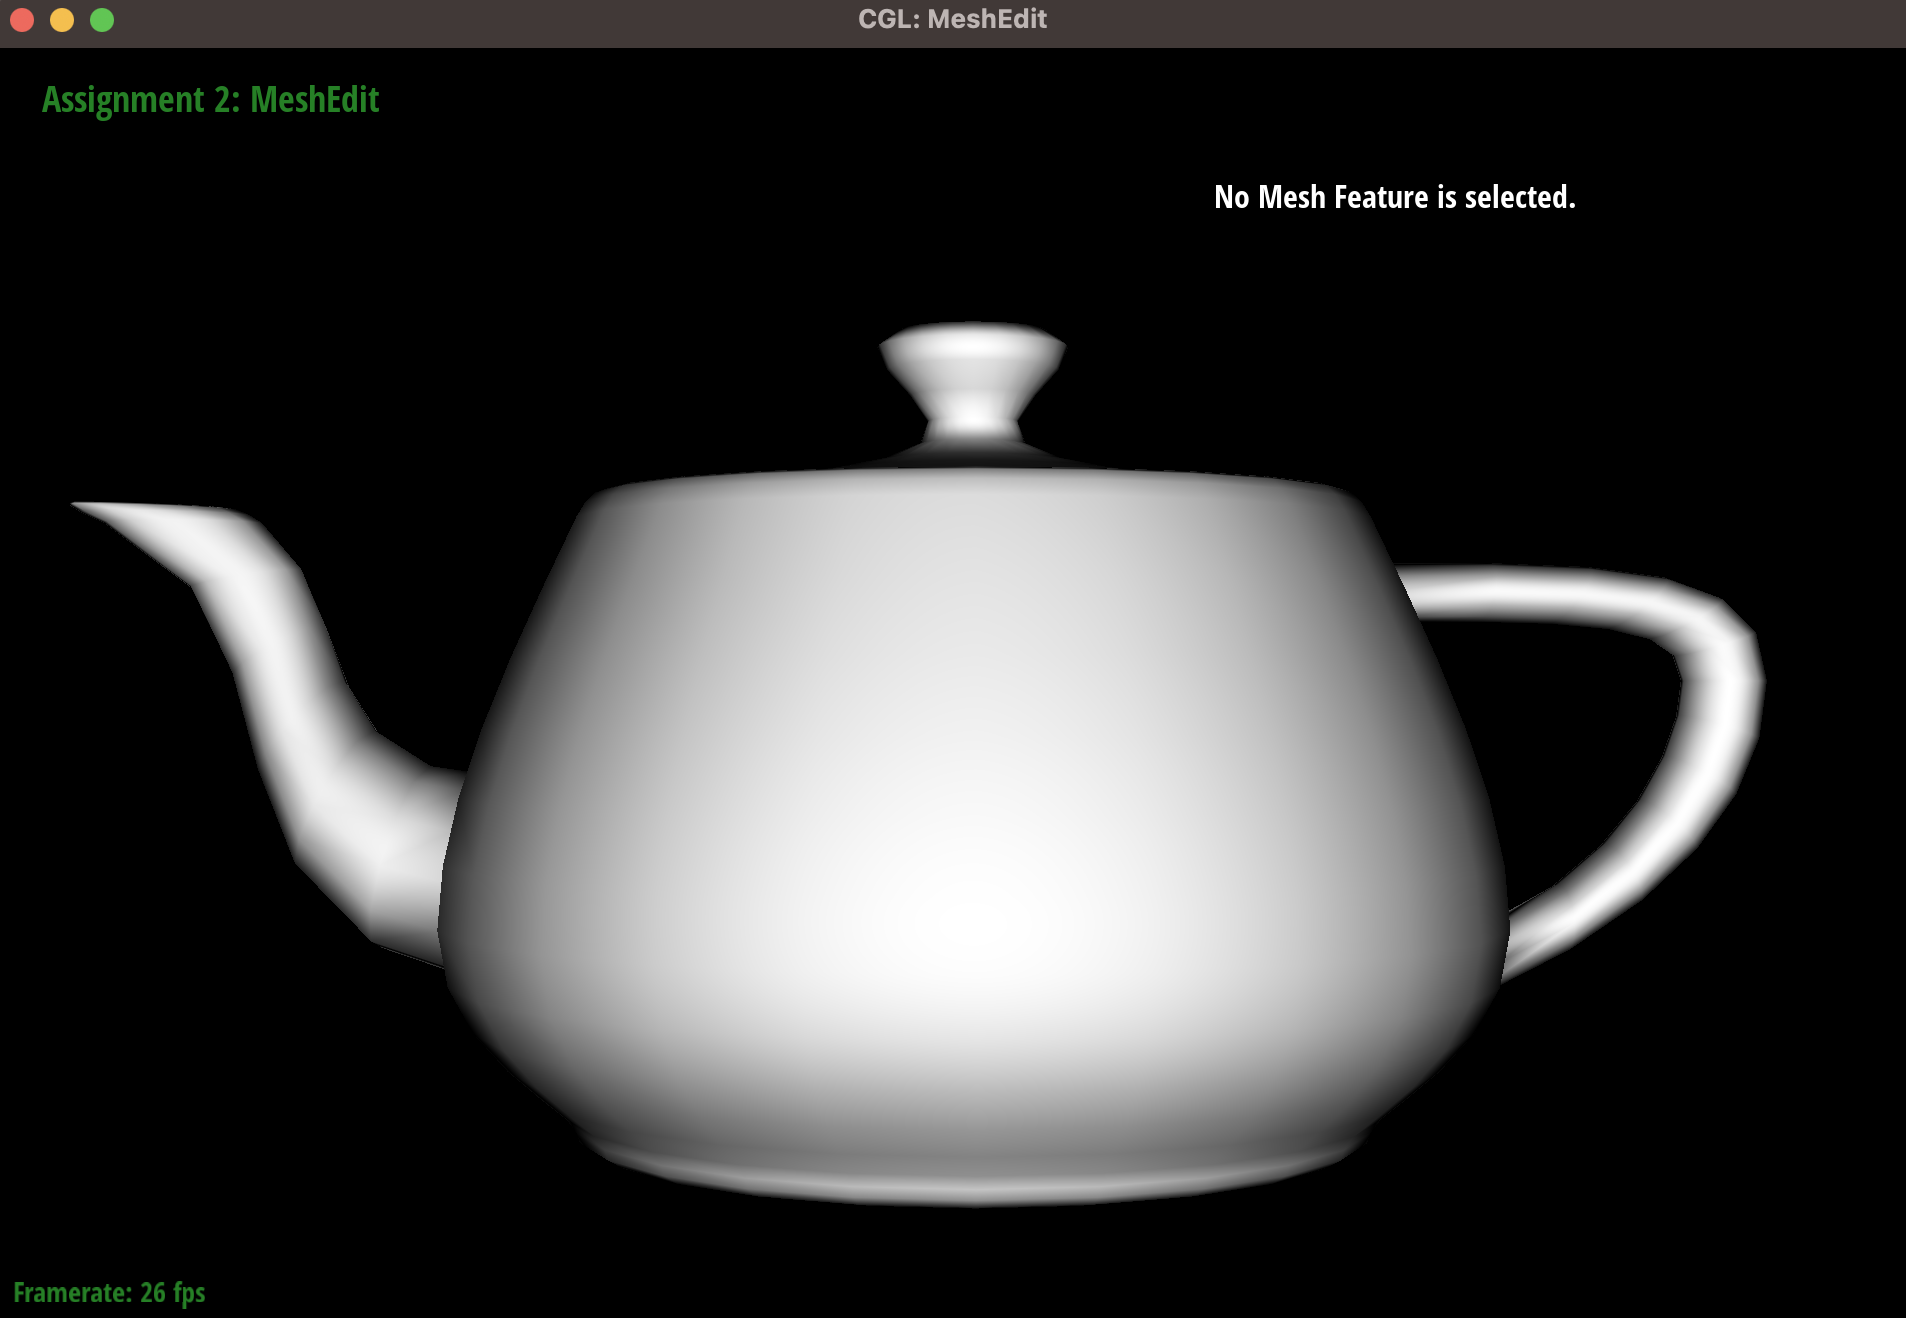 CGL: MeshEdit
Assignment 2: MeshEdit
No Mesh Feature is selected.
Framerate: 26 fps